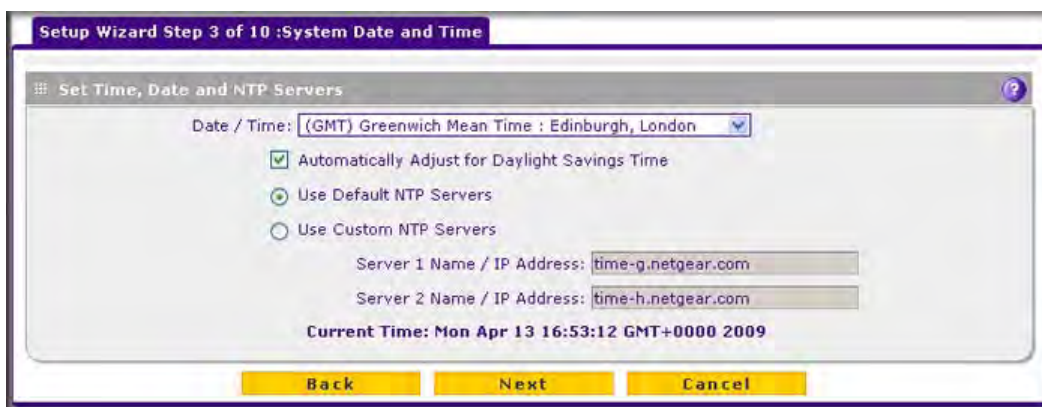 Setup Wizard Step 3 of 10 :System Date and Time
Set Time, Date and NTP Servers
?
Date / Time: (GMT) Greenwich Mean Time : Edinburgh, London
Automatically Adjust for Daylight Savings Time
Use Default NTP Servers
Use Custom NTP Servers
Server 1 Name / IP Address: time-g.netgear.com
Server 2 Name / IP Address: time-h.netgear.com
Current Time: Mon Apr 13 16:53:12 GMT+0000 2009
Back Next Cancel